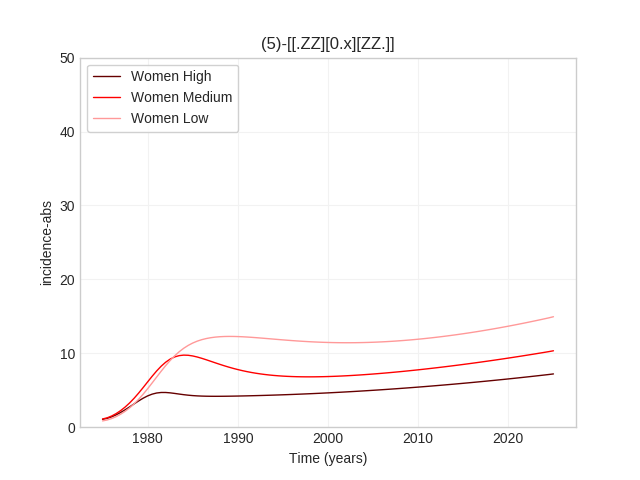 (5)-[[.ZZ][0.x][ZZ.]]
50
40
30
20
10
0
incidence-abs
Women High
Women Medium
Women Low
1980 1990 2000 2010 2020
Time (years)